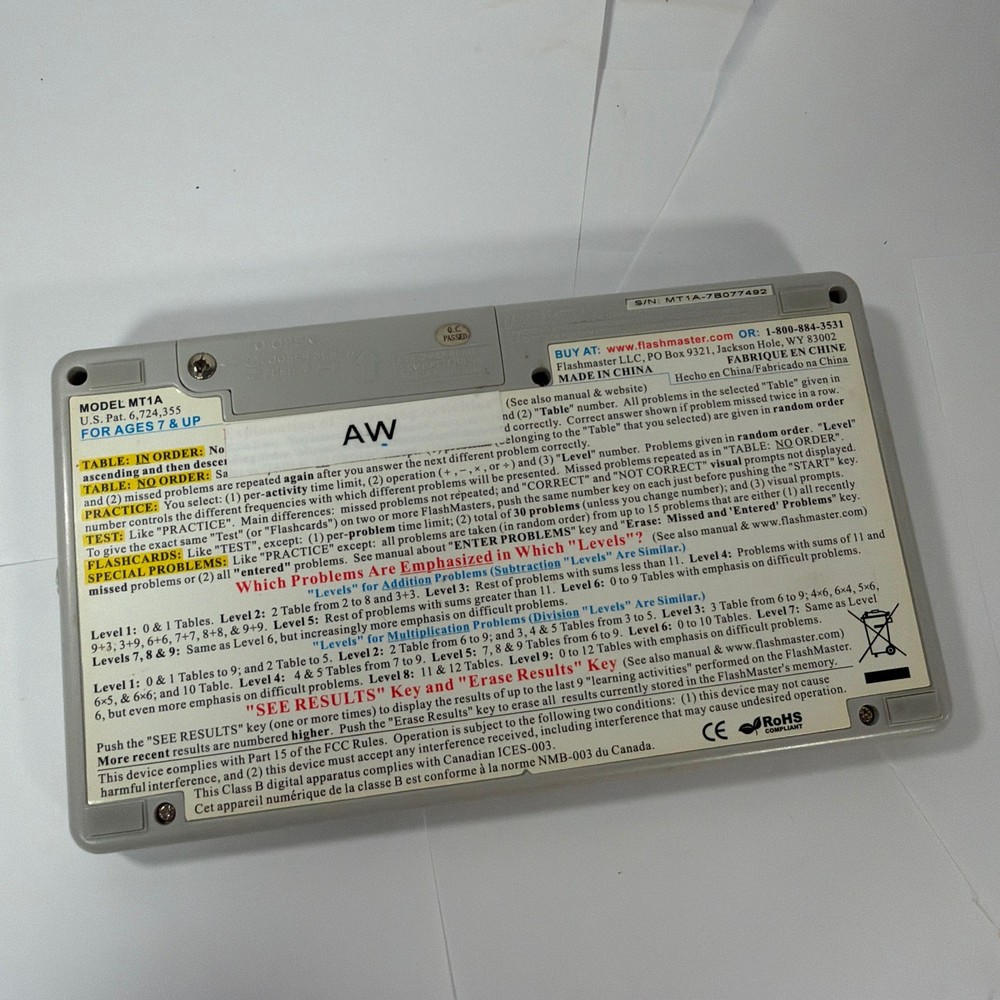 S/N: MT1A-7B077492
Q.C.
PASSED
BUY AT: www.flashmaster.com OR: 1-800-884-3531
Flashmaster LLC, PO Box 9321, Jackson Hole, WY 83002
MADE IN CHINA FABRIQUE EN CHINE
Hecho en China/Fabricado na China
MODEL MT1A
U.S. Pat. 6,724,355
FOR AGES 7 & UP
AW
(See also manual & website)
TABLE: IN ORDER: No nd (2) "Table" number. All problems in the selected "Table" given in
ascending and then descen d correctly. Correct answer shown if problem missed twice in a row.
TABLE: NO ORDER: Sa belonging to the "Table" that you selected) are given in random order
and (2) missed problems are repeated again after you answer the next different problem correctly.
PRACTICE: You select: (1) per-activity time limit, (2) operation (+, −, ×, or ÷) and (3) "Level" number. Problems given in random order. "Level"
number controls the different frequencies with which different problems will be presented. Missed problems repeated as in "TABLE: NO ORDER".
TEST: Like "PRACTICE". Main differences: missed problems not repeated; and "CORRECT" and "NOT CORRECT" visual prompts not displayed.
To give the exact same "Test" (or "Flashcards") on two or more FlashMasters, push the same number key on each just before pushing the "START" key.
FLASHCARDS: Like "TEST", except: (1) per-problem time limit; (2) total of 30 problems (unless you change number); and (3) visual prompts.
SPECIAL PROBLEMS: Like "PRACTICE" except: all problems are taken (in random order) from up to 15 problems that are either (1) all recently
missed problems or (2) all "entered" problems. See manual about "ENTER PROBLEMS" key and "Erase: Missed and 'Entered' Problems" key.
Which Problems Are Emphasized in Which "Levels"? (See also manual & www.flashmaster.com)
"Levels" for Addition Problems (Subtraction "Levels" Are Similar.)
Level 1: 0 & 1 Tables. Level 2: 2 Table from 2 to 8 and 3+3. Level 3: Rest of problems with sums less than 11. Level 4: Problems with sums of 11 and
9+3, 3+9, 6+6, 7+7, 8+8, & 9+9. Level 5: Rest of problems with sums greater than 11. Level 6: 0 to 9 Tables with emphasis on difficult problems.
Levels 7, 8 & 9: Same as Level 6, but increasingly more emphasis on difficult problems.
"Levels" for Multiplication Problems (Division "Levels" Are Similar.)
Level 1: 0 & 1 Tables to 9; and 2 Table to 5. Level 2: 2 Table from 6 to 9; and 3, 4 & 5 Tables from 3 to 5. Level 3: 3 Table from 6 to 9; 4×6, 6×4, 5×6,
6×5, & 6×6; and 10 Table. Level 4: 4 & 5 Tables from 7 to 9. Level 5: 7, 8 & 9 Tables from 6 to 9. Level 6: 0 to 10 Tables. Level 7: Same as Level
6, but even more emphasis on difficult problems. Level 8: 11 & 12 Tables. Level 9: 0 to 12 Tables with emphasis on difficult problems.
"SEE RESULTS" Key and "Erase Results" Key (See also manual & www.flashmaster.com)
Push the "SEE RESULTS" key (one or more times) to display the results of up to the last 9 "learning activities" performed on the FlashMaster.
More recent results are numbered higher. Push the "Erase Results" key to erase all results currently stored in the FlashMaster's memory.
This device complies with Part 15 of the FCC Rules. Operation is subject to the following two conditions: (1) this device may not cause
harmful interference, and (2) this device must accept any interference received, including interference that may cause undesired operation.
This Class B digital apparatus complies with Canadian ICES-003.
Cet appareil numérique de la classe B est conforme à la norme NMB-003 du Canada.
CE
RoHS
COMPLIANT